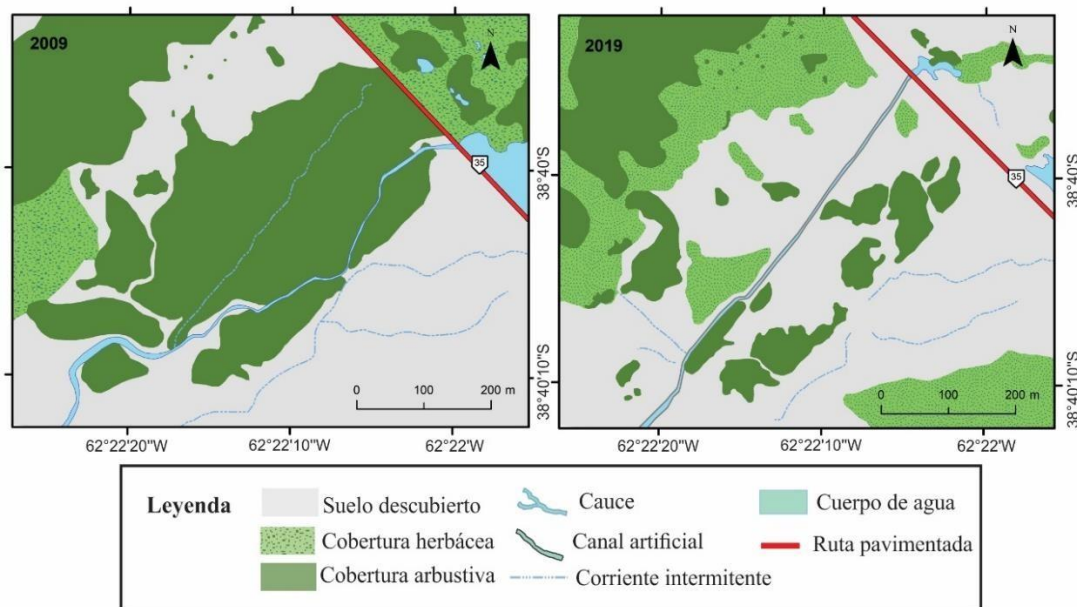 2009
N
35
38°40'S
38°40'10"S
0 100 200 m
62°22'20"W
62°22'10"W
62°22'W
2019
N
35
38°40'S
38°40'10"S
0 100 200 m
62°22'20"W
62°22'10"W
62°22'W
Leyenda
Suelo descubierto
Cauce
Cuerpo de agua
Cobertura herbácea
Canal artificial
Ruta pavimentada
Cobertura arbustiva
Corriente intermitente